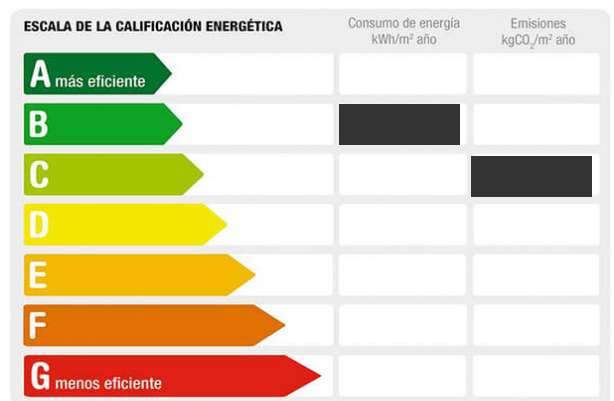 ESCALA DE LA CALIFICACIÓN ENERGÉTICA
Consumo de energía
kWh/m² año
Emisiones
kgCO₂/m² año
A más eficiente
B
C
D
E
F
G menos eficiente